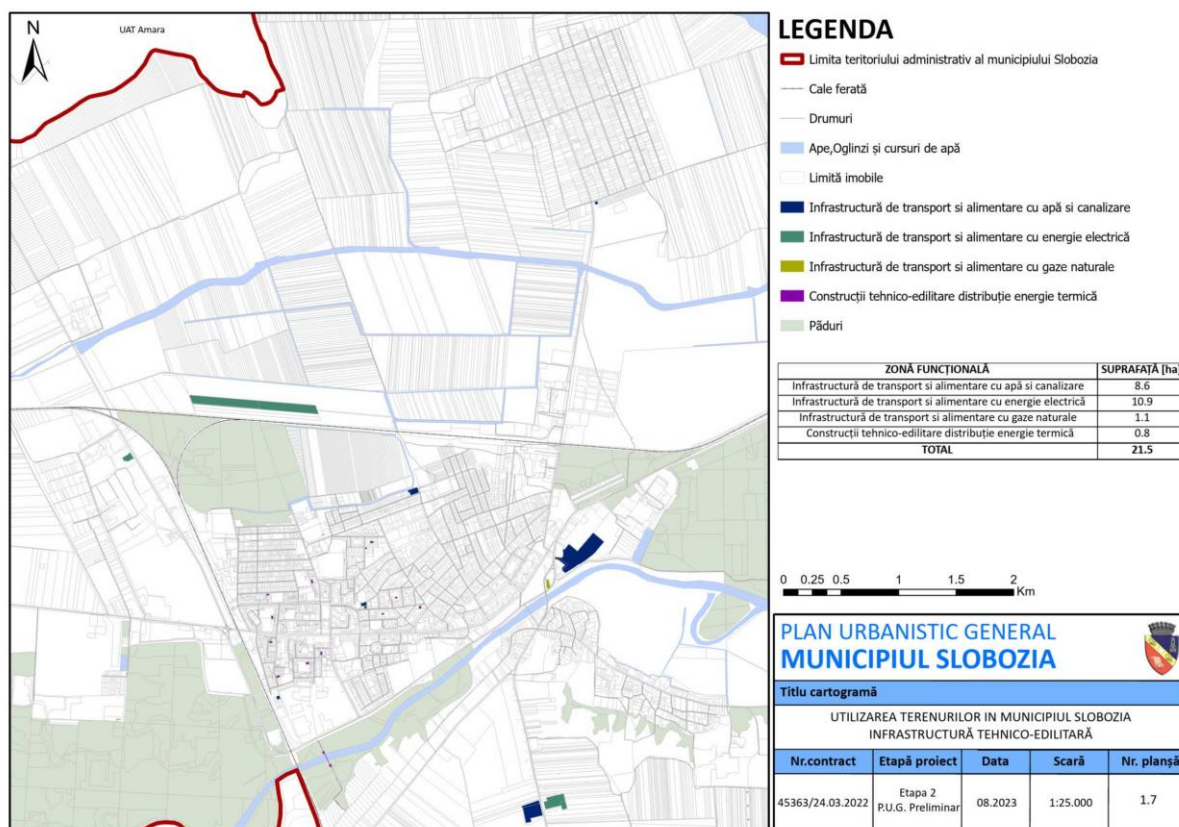 N
UAT Amara
LEGENDA
Limita teritoriului administrativ al municipiului Slobozia
Cale ferată
Drumuri
Ape,Oglinzi și cursuri de apă
Limită imobile
Infrastructură de transport si alimentare cu apă si canalizare
Infrastructură de transport si alimentare cu energie electrică
Infrastructură de transport si alimentare cu gaze naturale
Construcții tehnico-edilitare distribuție energie termică
Păduri
ZONĂ FUNCȚIONALĂ SUPRAFAȚĂ [ha]
Infrastructură de transport si alimentare cu apă si canalizare 8.6
Infrastructură de transport si alimentare cu energie electrică 10.9
Infrastructură de transport si alimentare cu gaze naturale 1.1
Construcții tehnico-edilitare distribuție energie termică 0.8
TOTAL 21.5
0 0.25 0.5 1 1.5 2
Km
PLAN URBANISTIC GENERAL
MUNICIPIUL SLOBOZIA
Titlu cartogramă
UTILIZAREA TERENURILOR IN MUNICIPIUL SLOBOZIA
INFRASTRUCTURĂ TEHNICO-EDILITARĂ
Nr.contract Etapă proiect Data Scară Nr. planșă
45363/24.03.2022 Etapa 2 P.U.G. Preliminar 08.2023 1:25.000 1.7